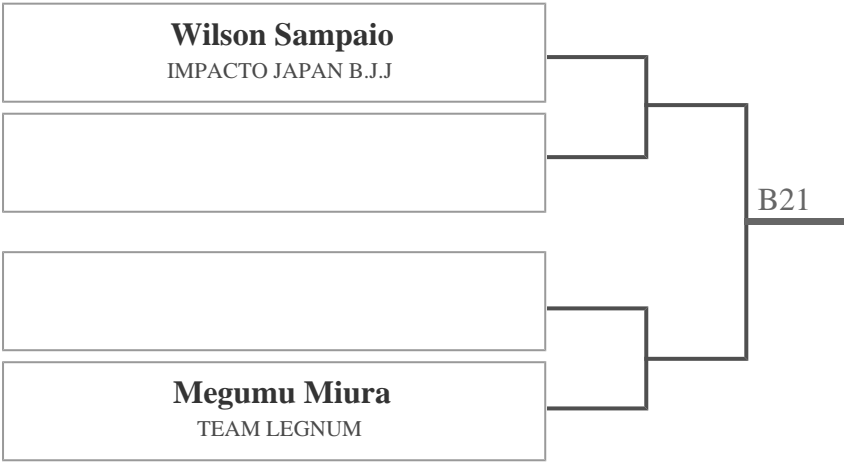 Wilson Sampaio
IMPACTO JAPAN B.J.J
B21
Megumu Miura
TEAM LEGNUM